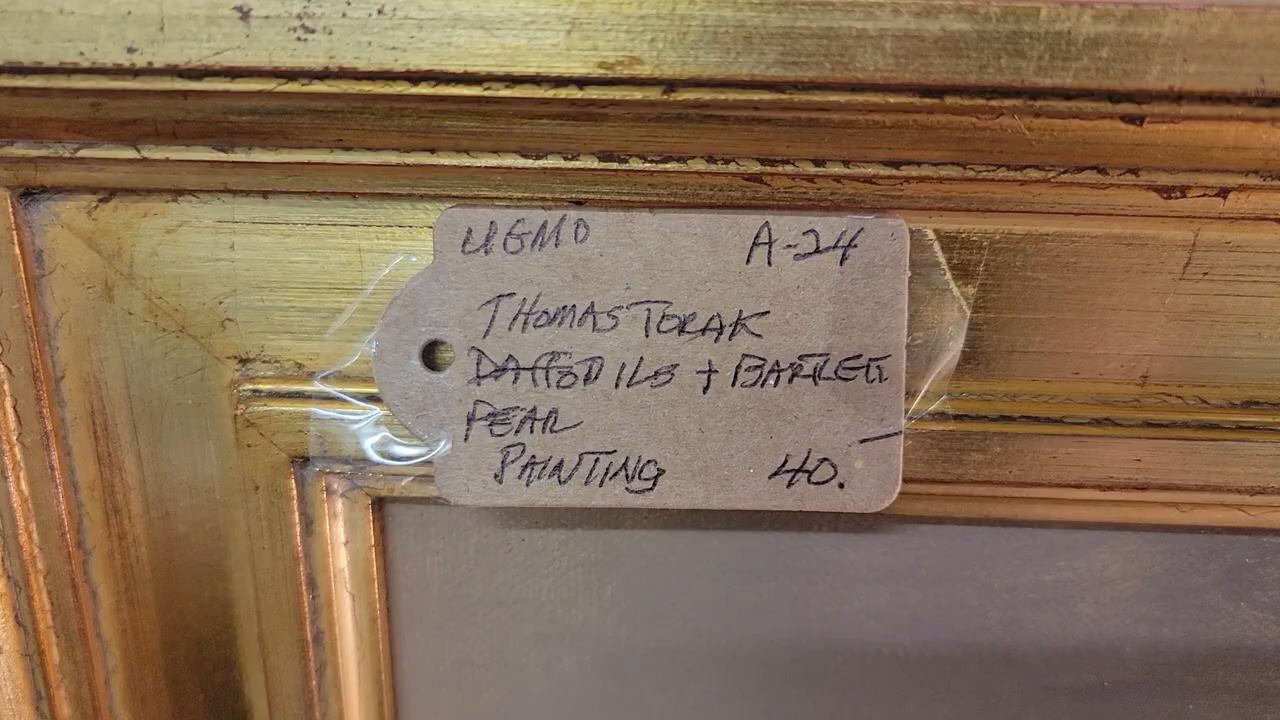 UGMO A-24
THOMAS TORAK
DAFFODILS + BARTLETT
PEAR
PAINTING 40.